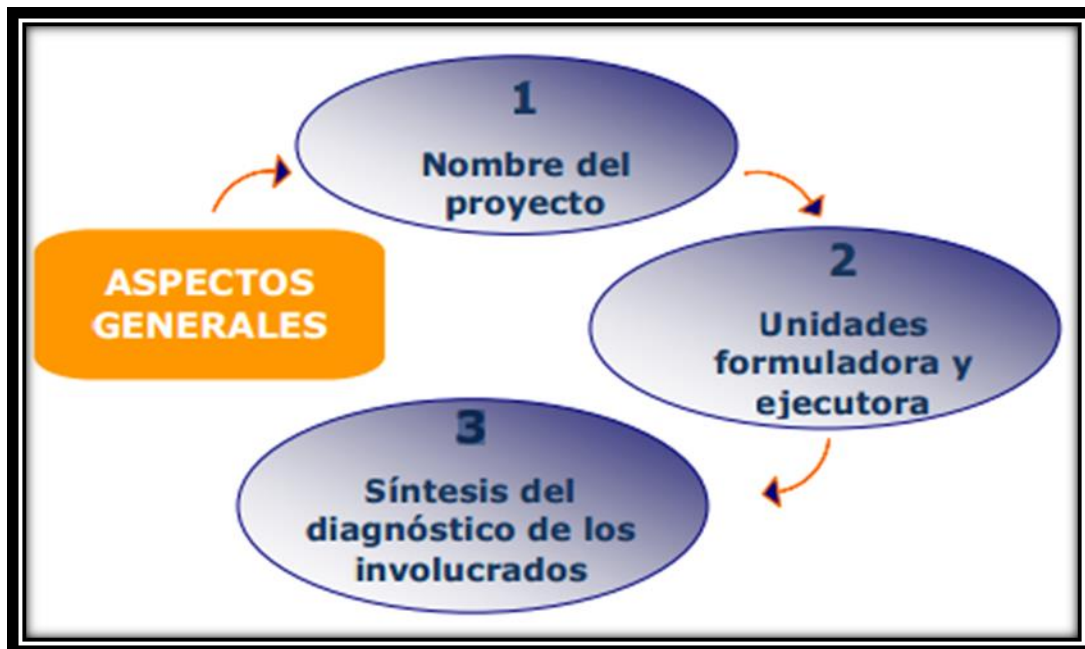 ASPECTOS
GENERALES
1
Nombre del
proyecto
2
Unidades
formuladora y
ejecutora
3
Síntesis del
diagnóstico de los
involucrados